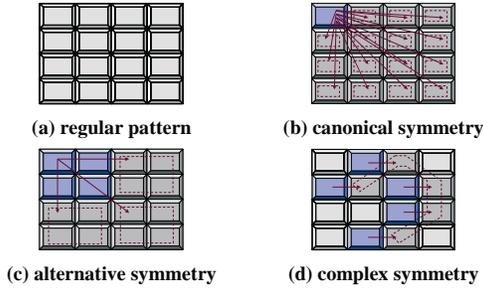 (a) regular pattern
(b) canonical symmetry
(c) alternative symmetry
(d) complex symmetry